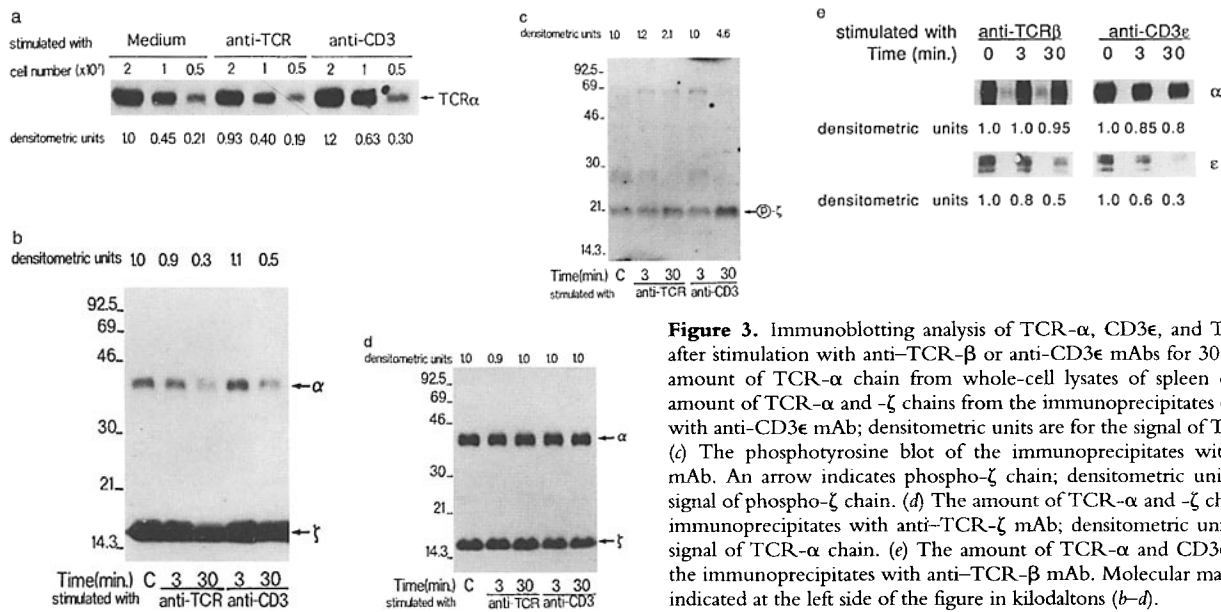 a
stimulated with Medium anti-TCR anti-CD3
cell number (x10⁷) 2 1 0.5 2 1 0.5 2 1 0.5
←TCRα
densitometric units 1.0 0.45 0.21 0.93 0.40 0.19 1.2 0.63 0.30
b
densitometric units 1.0 0.9 0.3 1.1 0.5
92.5
69
46
←α
30
21
←ζ
14.3
Time(min.) C 3 30 3 30
stimulated with anti-TCR anti-CD3
c
densitometric units 1.0 1.2 2.1 1.0 4.6
92.5
69
46
30
21
←Ⓟ-ζ
14.3
Time(min.) C 3 30 3 30
stimulated with anti-TCR anti-CD3
d
densitometric units 1.0 0.9 1.0 1.0 1.0
92.5
69
46
←α
30
21
←ζ
14.3
Time(min.) C 3 30 3 30
stimulated with anti-TCR anti-CD3
e
stimulated with anti-TCRβ anti-CD3ε
Time (min.) 0 3 30 0 3 30
α
densitometric units 1.0 1.0 0.95 1.0 0.85 0.8
ε
densitometric units 1.0 0.8 0.5 1.0 0.6 0.3
Figure 3. Immunoblotting analysis of TCR-α, CD3ϵ, and T
after stimulation with anti–TCR-β or anti-CD3ϵ mAbs for 30
amount of TCR-α chain from whole-cell lysates of spleen
amount of TCR-α and -ζ chains from the immunoprecipitates
with anti-CD3ϵ mAb; densitometric units are for the signal of T
(c) The phosphotyrosine blot of the immunoprecipitates wit
mAb. An arrow indicates phospho-ζ chain; densitometric uni
signal of phospho-ζ chain. (d) The amount of TCR-α and -ζ ch
immunoprecipitates with anti–TCR-ζ mAb; densitometric uni
signal of TCR-α chain. (e) The amount of TCR-α and CD3
the immunoprecipitates with anti–TCR-β mAb. Molecular ma
indicated at the left side of the figure in kilodaltons (b–d).